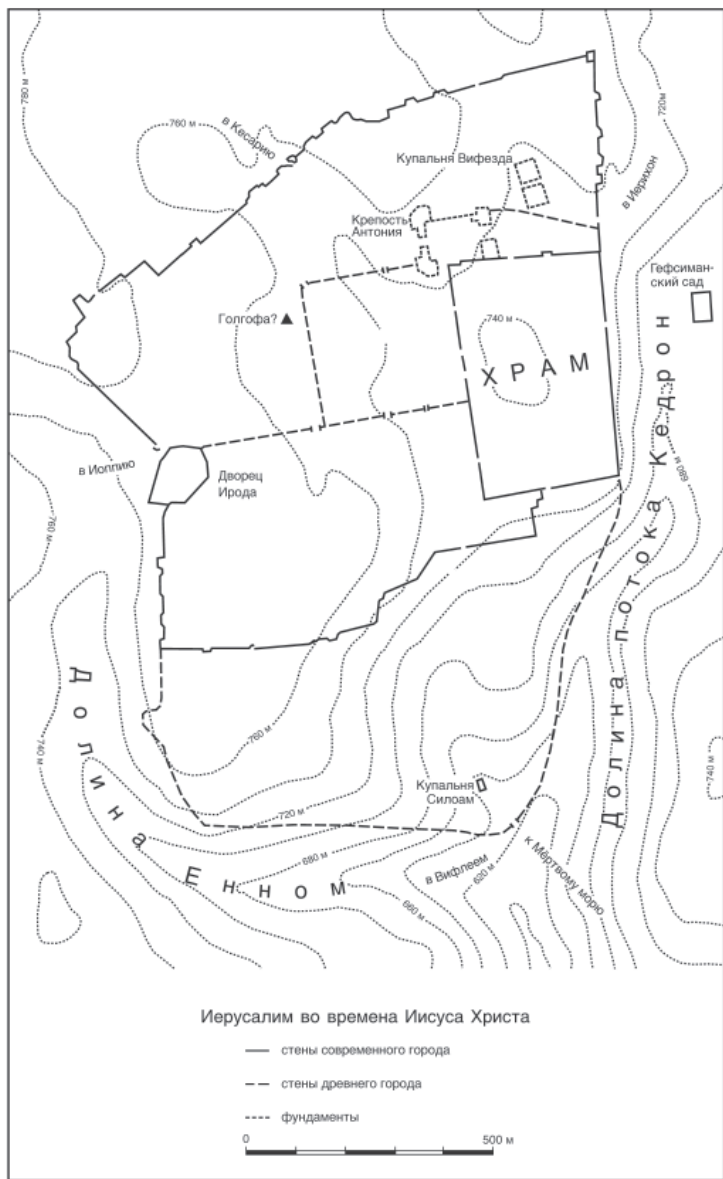 780 м
760 м
в Кесарию
720м
Купальня Вифезда
в Иерихон
Крепость
Антония
Гефсиман-
ский сад
Голгофа?
740 м
ХРАМ
в Иоппию
Дворец
Ирода
760 м
680 м
Долина потока Кедрон
Долина Енном
740 м
760 м
720 м
740 м
Купальня
Силоам
680 м
в Вифлеем
620 м
к Мёртвому морю
660 м
Иерусалим во времена Иисуса Христа
стены современного города
стены древнего города
фундаменты
0
500 м